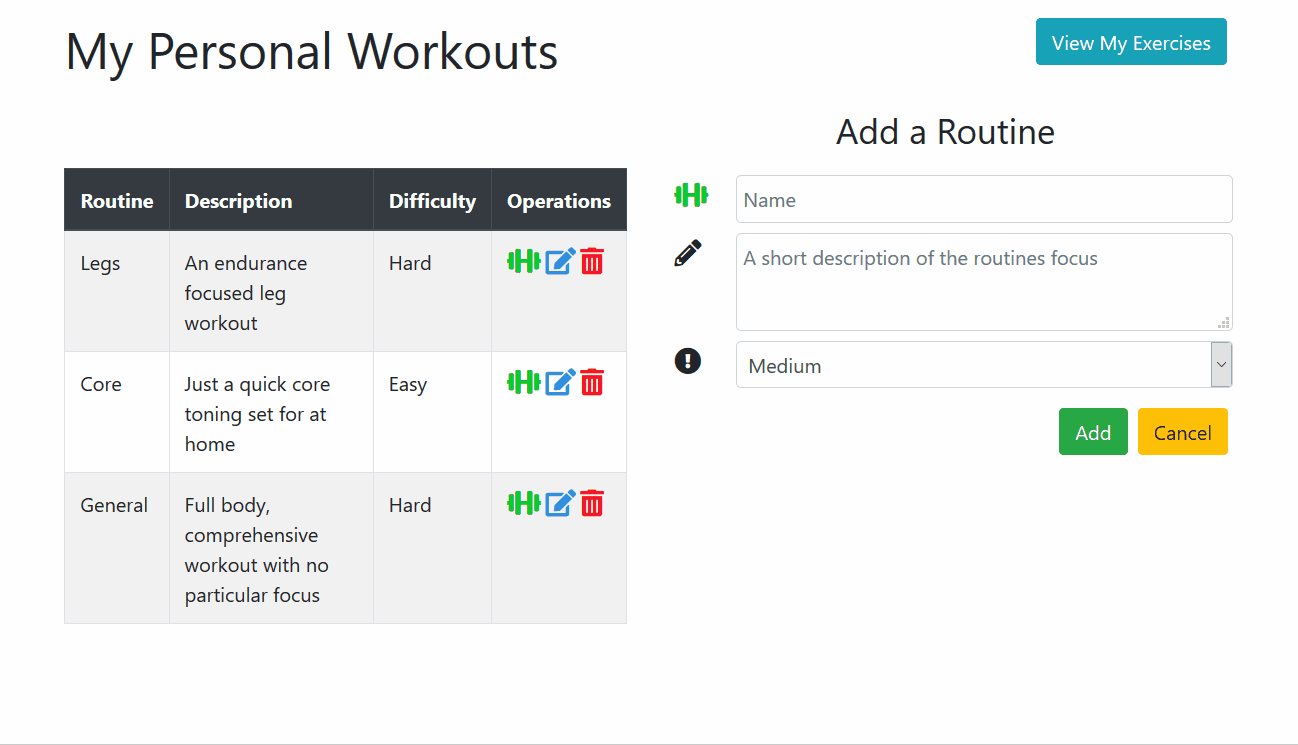 My Personal Workouts
View My Exercises
Add a Routine
Routine Description Difficulty Operations
Legs An endurance focused leg workout Hard
Core Just a quick core toning set for at home Easy
General Full body, comprehensive workout with no particular focus Hard
Name
A short description of the routines focus
Medium
Add Cancel